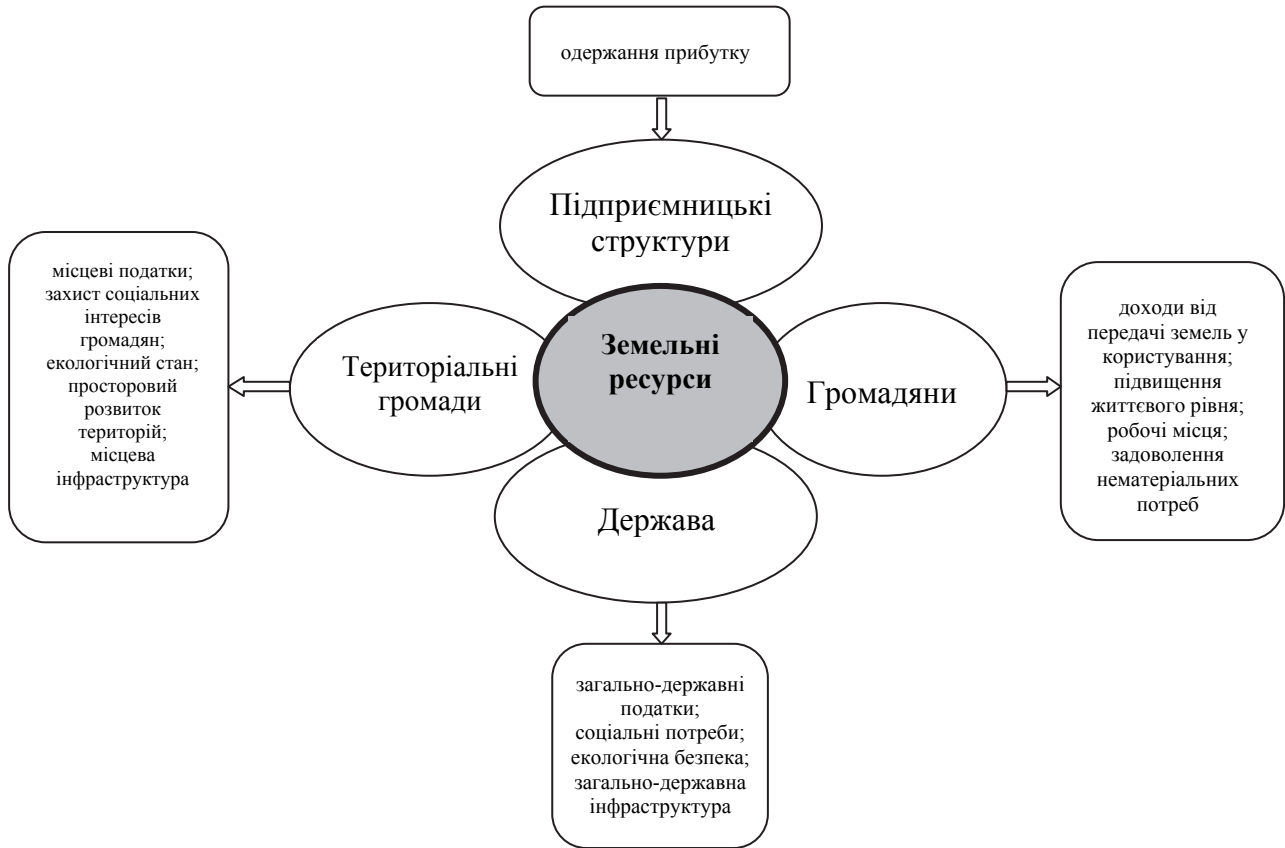 одержання прибутку
Підприємницькі
структури
місцеві податки;
захист соціальних
інтересів
громадян;
екологічний стан;
просторовий
розвиток
територій;
місцева
інфраструктура
Територіальні
громади
Земельні
ресурси
Громадяни
доходи від
передачі земель у
користування;
підвищення
життєвого рівня;
робочі місця;
задоволення
нематеріальних
потреб
Держава
загально-державні
податки;
соціальні потреби;
екологічна безпека;
загально-державна
інфраструктура